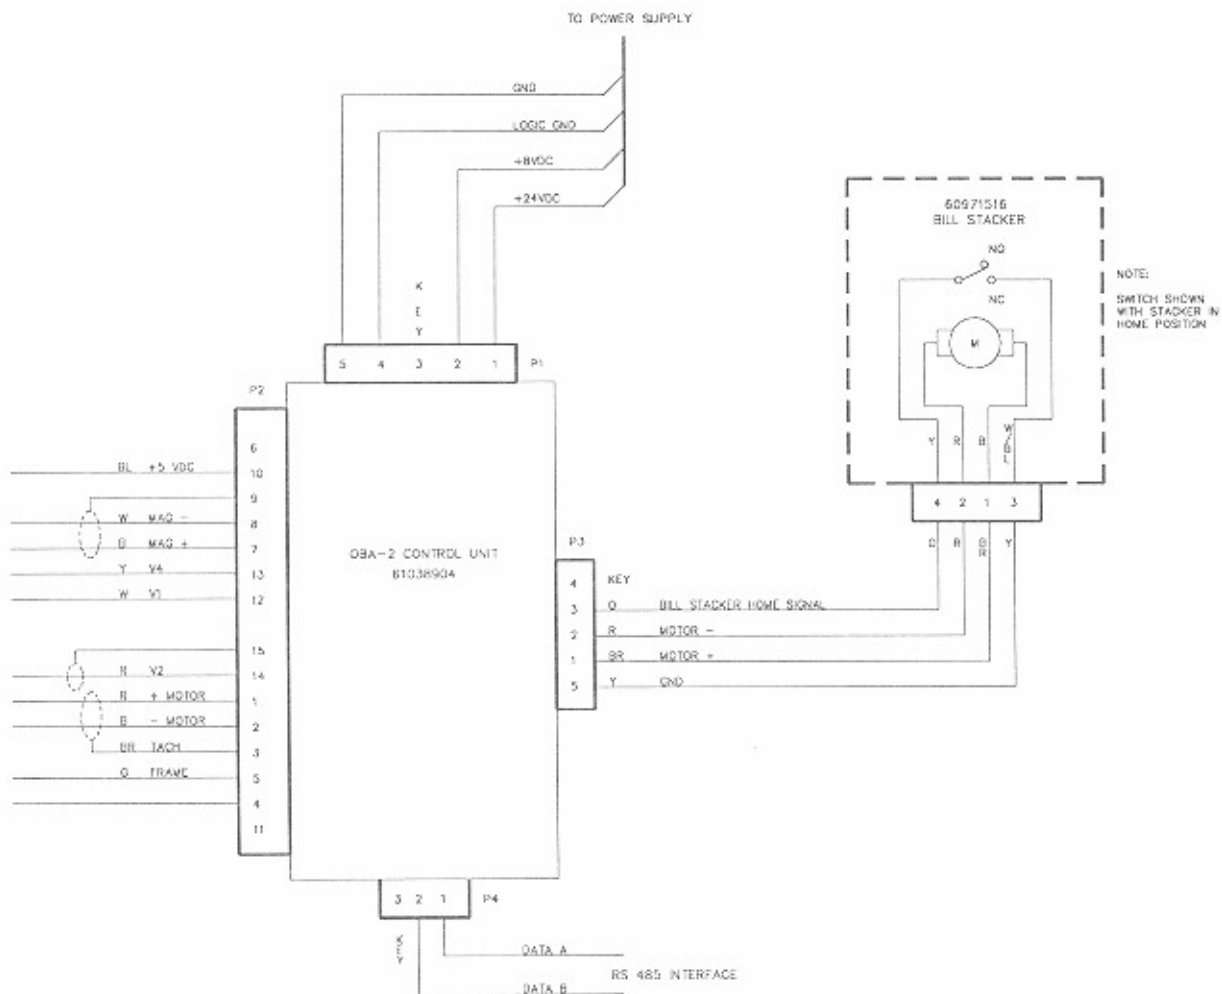 TO POWER SUPPLY
GND
LOGIC GND
+8VDC
+24VDC
K
E
Y
5 4 3 2 1 P1
P2
6
BL +5 VDC 10
9
W MAG - 8
B MAG + 7
Y V4 13
W V1 12
15
R V2 14
R + MOTOR 1
B - MOTOR 2
BR TACH 3
G FRAME 5
4
11
OBA-2 CONTROL UNIT
61038904
P3
4 KEY
3 O BILL STACKER HOME SIGNAL
2 R MOTOR -
1 BR MOTOR +
5 Y GND
3 2 1 P4
KEY
DATA A
RS 485 INTERFACE
DATA B
60971516
BILL STACKER
NO
NC
M
Y R B W/BL
4 2 1 3
O R BR Y
NOTE:
SWITCH SHOWN
WITH STACKER IN
HOME POSITION